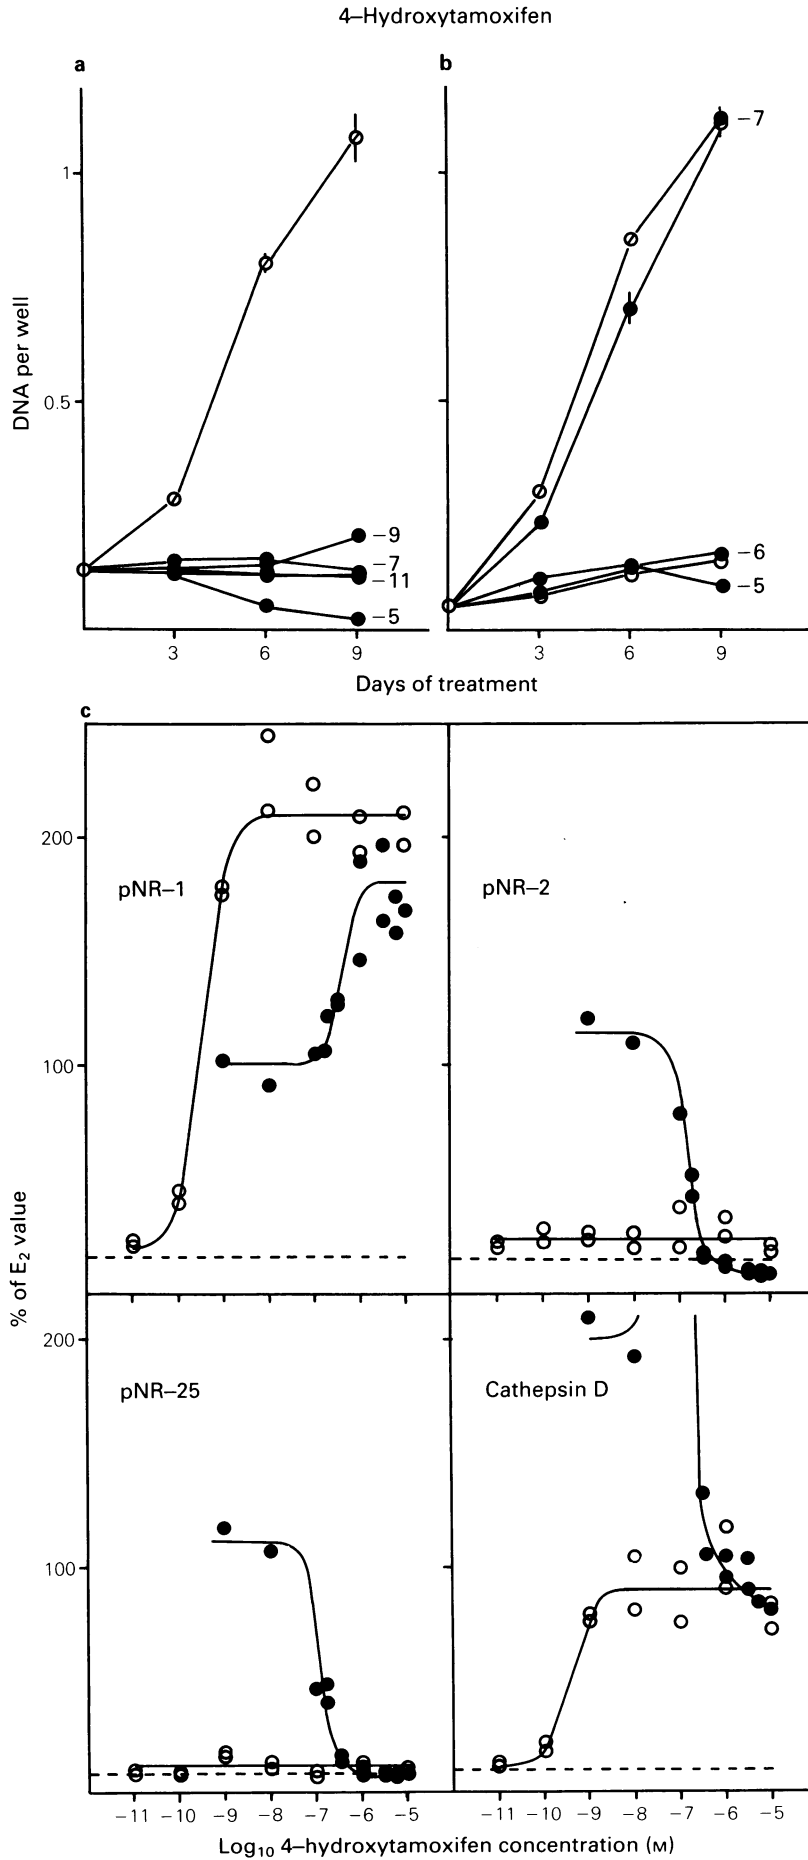 4–Hydroxytamoxifen
a
b
1
0.5
DNA per well
−9
−7
−11
−5
−7
−6
−5
3 6 9 3 6 9
Days of treatment
c
200
100
pNR–1
pNR–2
% of E₂ value
200
100
pNR–25
Cathepsin D
−11 −10 −9 −8 −7 −6 −5 −11 −10 −9 −8 −7 −6 −5
Log₁₀ 4–hydroxytamoxifen concentration (M)